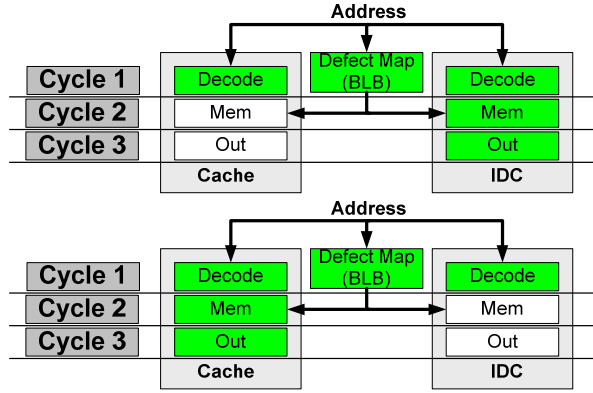 Address
Cycle 1 Decode Defect Map Decode
(BLB)
Cycle 2 Mem Mem
Cycle 3 Out Out
Cache IDC
Address
Cycle 1 Decode Defect Map Decode
(BLB)
Cycle 2 Mem Mem
Cycle 3 Out Out
Cache IDC